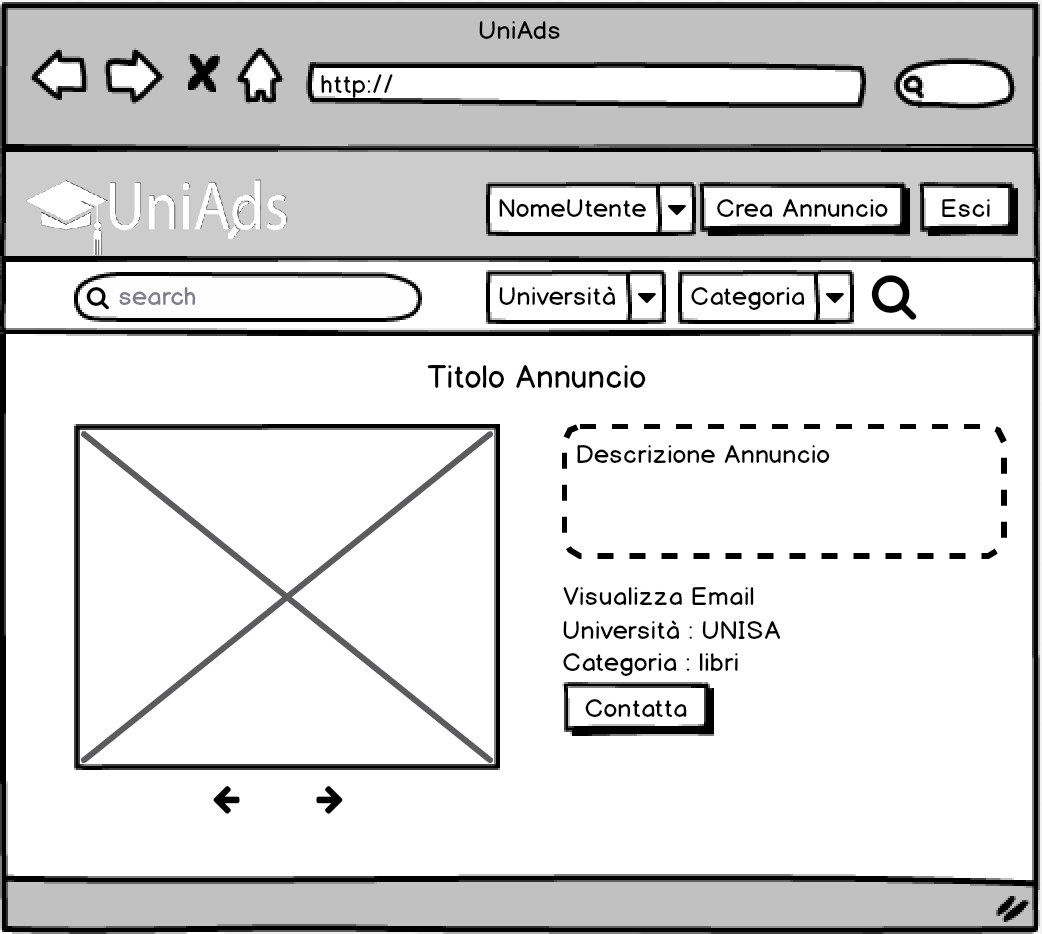 UniAds
http://
UniAds
NomeUtente
Crea Annuncio
Esci
search
Università
Categoria
Titolo Annuncio
Descrizione Annuncio
Visualizza Email
Università : UNISA
Categoria : libri
Contatta